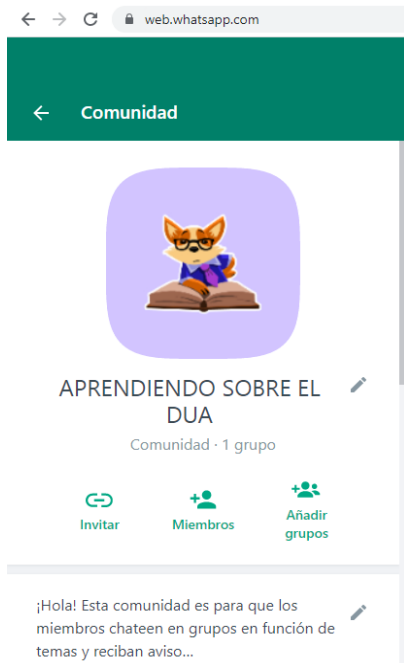 web.whatsapp.com
Comunidad
APRENDIENDO SOBRE EL
DUA
Comunidad · 1 grupo
Invitar
Miembros
Añadir
grupos
¡Hola! Esta comunidad es para que los
miembros chateen en grupos en función de
temas y reciban aviso...